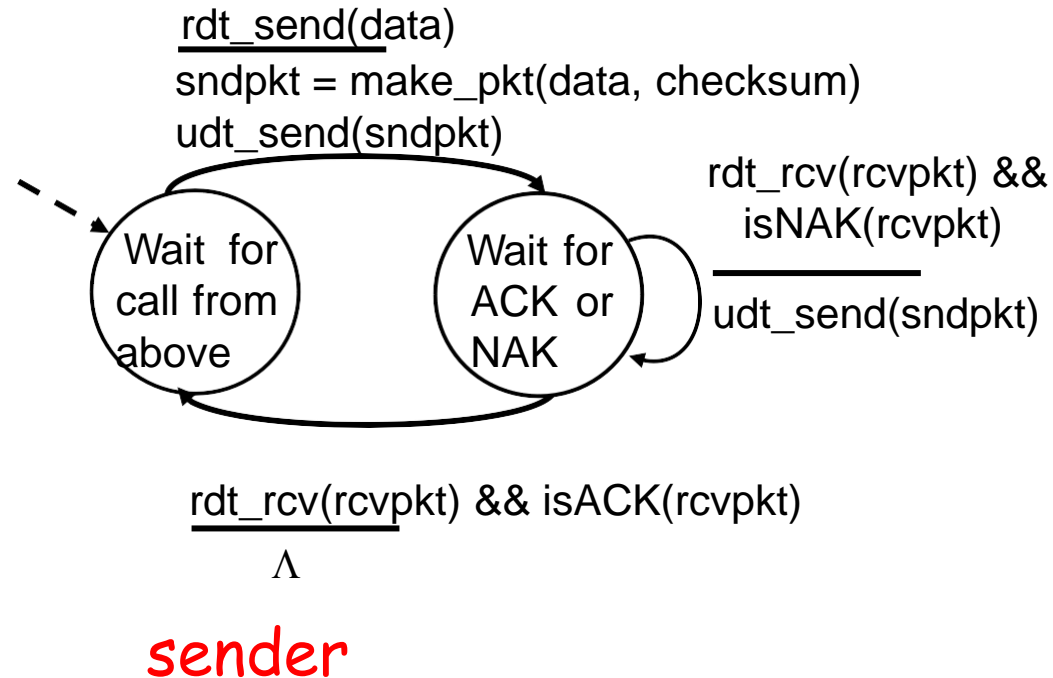 rdt_send(data)
sndpkt = make_pkt(data, checksum)
udt_send(sndpkt)
rdt_rcv(rcvpkt) &&
isNAK(rcvpkt)
udt_send(sndpkt)
Wait for
call from
above
Wait for
ACK or
NAK
rdt_rcv(rcvpkt) && isACK(rcvpkt)
Λ
sender